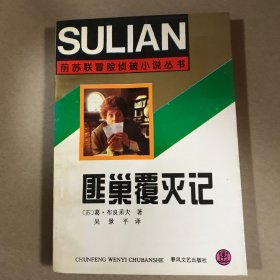 SULIAN
前苏联冒险侦破小说丛书
匪巢覆灭记
(苏)葛·布良采夫 著
吴景平 译
CHUNFENG WENYI CHUBANSHE 春风文艺出版社